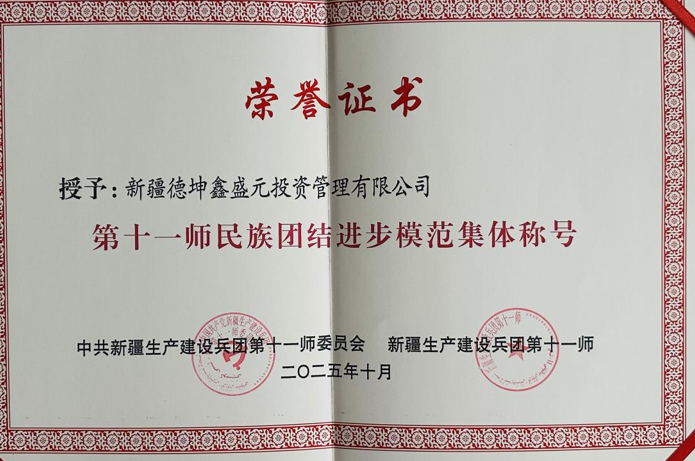 荣誉证书
授予：新疆德坤鑫盛元投资管理有限公司
第十一师民族团结进步模范集体称号
中共新疆生产建设兵团第十一师委员会 新疆生产建设兵团第十一师
二〇二五年十月